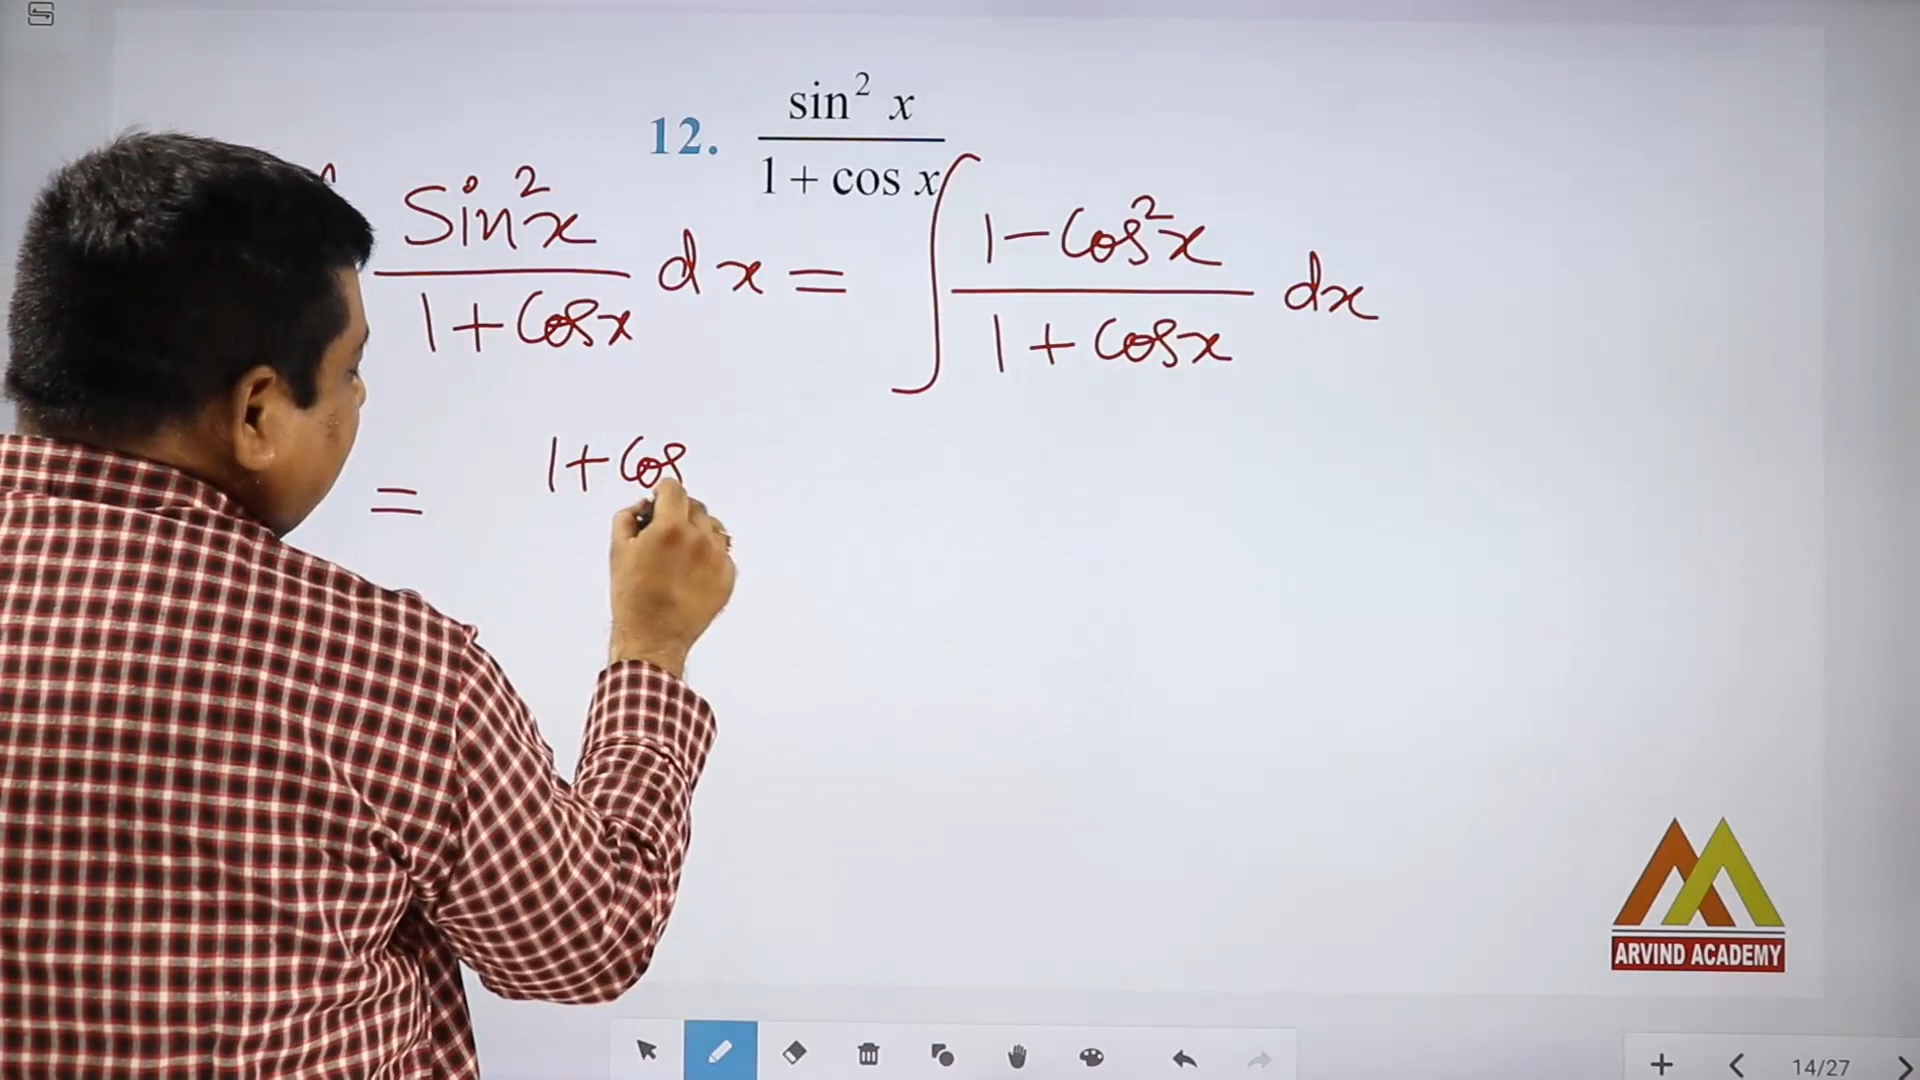 12. sin² x / 1 + cos x
Sin²x / 1 + Cosx dx = ∫ 1 - Cos²x / 1 + Cosx dx
= 1 + Cos
ARVIND ACADEMY
14/27